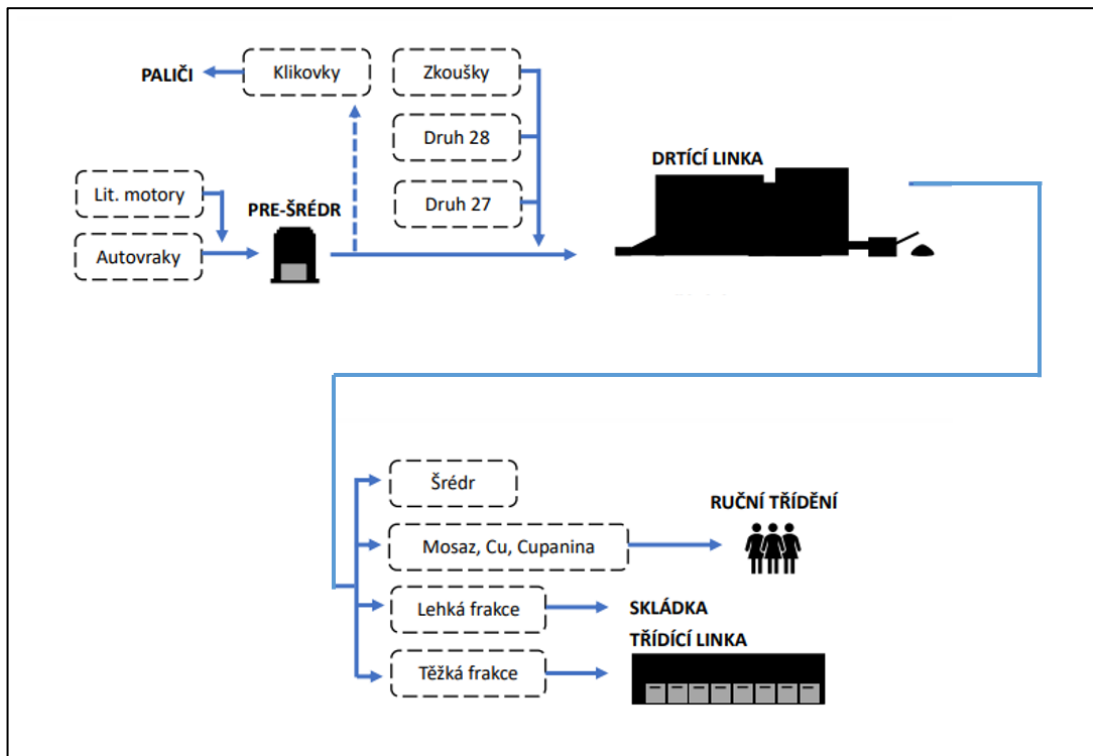 PALIČI
Klikovky
Zkoušky
Druh 28
DRTÍCÍ LINKA
Lit. motory
PRE-ŠRÉDR
Druh 27
Autovraky
Šrédr
RUČNÍ TŘÍDĚNÍ
Mosaz, Cu, Cupanina
Lehká frakce
SKLÁDKA
TŘÍDÍCÍ LINKA
Těžká frakce